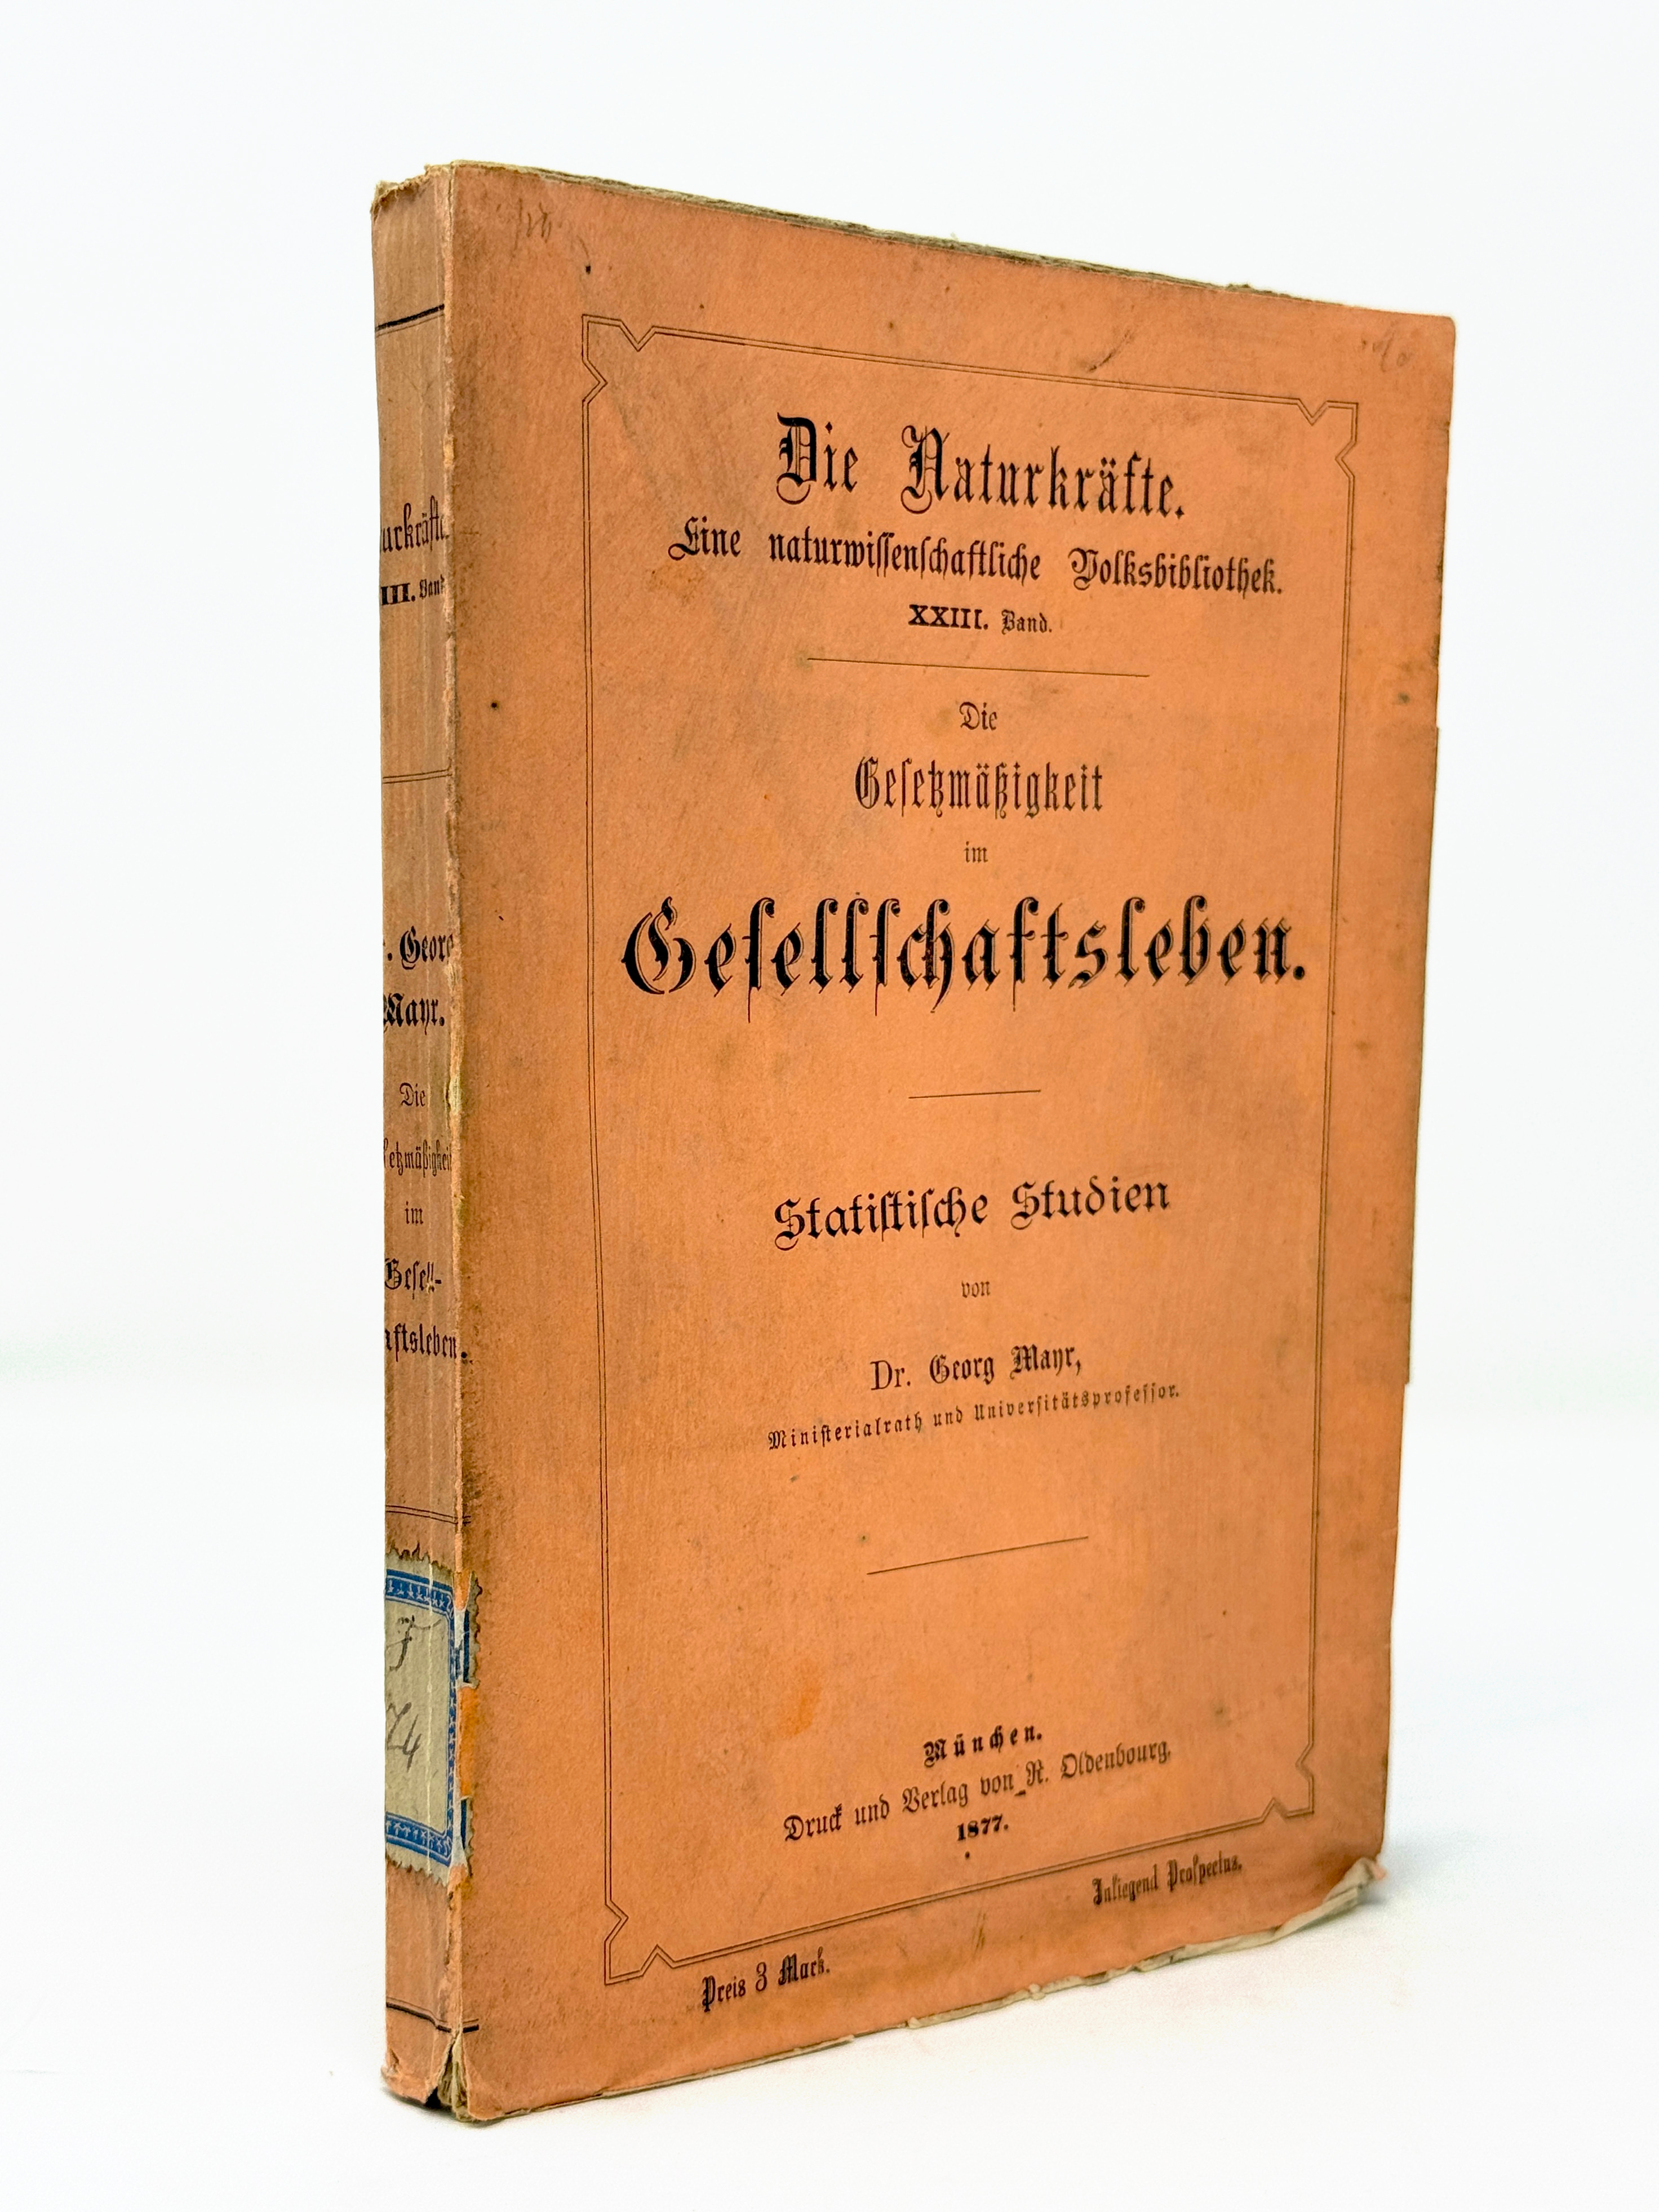 Die Naturkräfte.
Eine naturwiſſenſchaftliche Volksbibliothek.
XXIII. Band.
Die
Geſetzmäßigkeit
im
Geſellſchaftsleben.
Statiſtiſche Studien
von
Dr. Georg Mayr,
Miniſterialrath und Univerſitätsprofeſſor.
München.
Druck und Verlag von R. Oldenbourg.
1877.
Preis 3 Mark.
Inliegend Proſpectus.
urkräfte
III. Band
. Georg
Mayr.
Die
ſetzmäßigkeit
im
Geſell-
aftsleben.
F
74